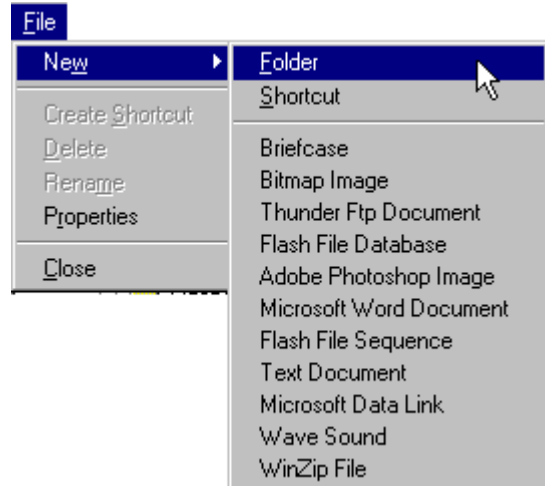 File
New
Create Shortcut
Delete
Rename
Properties
Close
Folder
Shortcut
Briefcase
Bitmap Image
Thunder Ftp Document
Flash File Database
Adobe Photoshop Image
Microsoft Word Document
Flash File Sequence
Text Document
Microsoft Data Link
Wave Sound
WinZip File